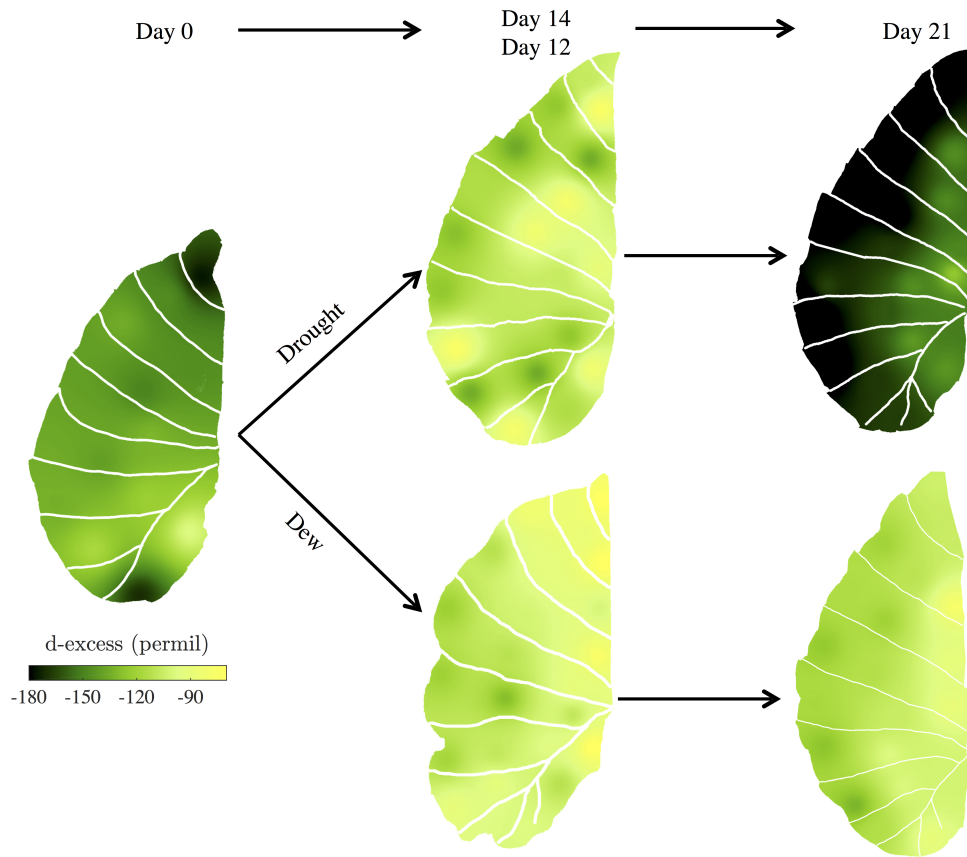 Day 0
Day 14
Day 12
Day 21
Drought
Dew
d-excess (permil)
-180 -150 -120 -90